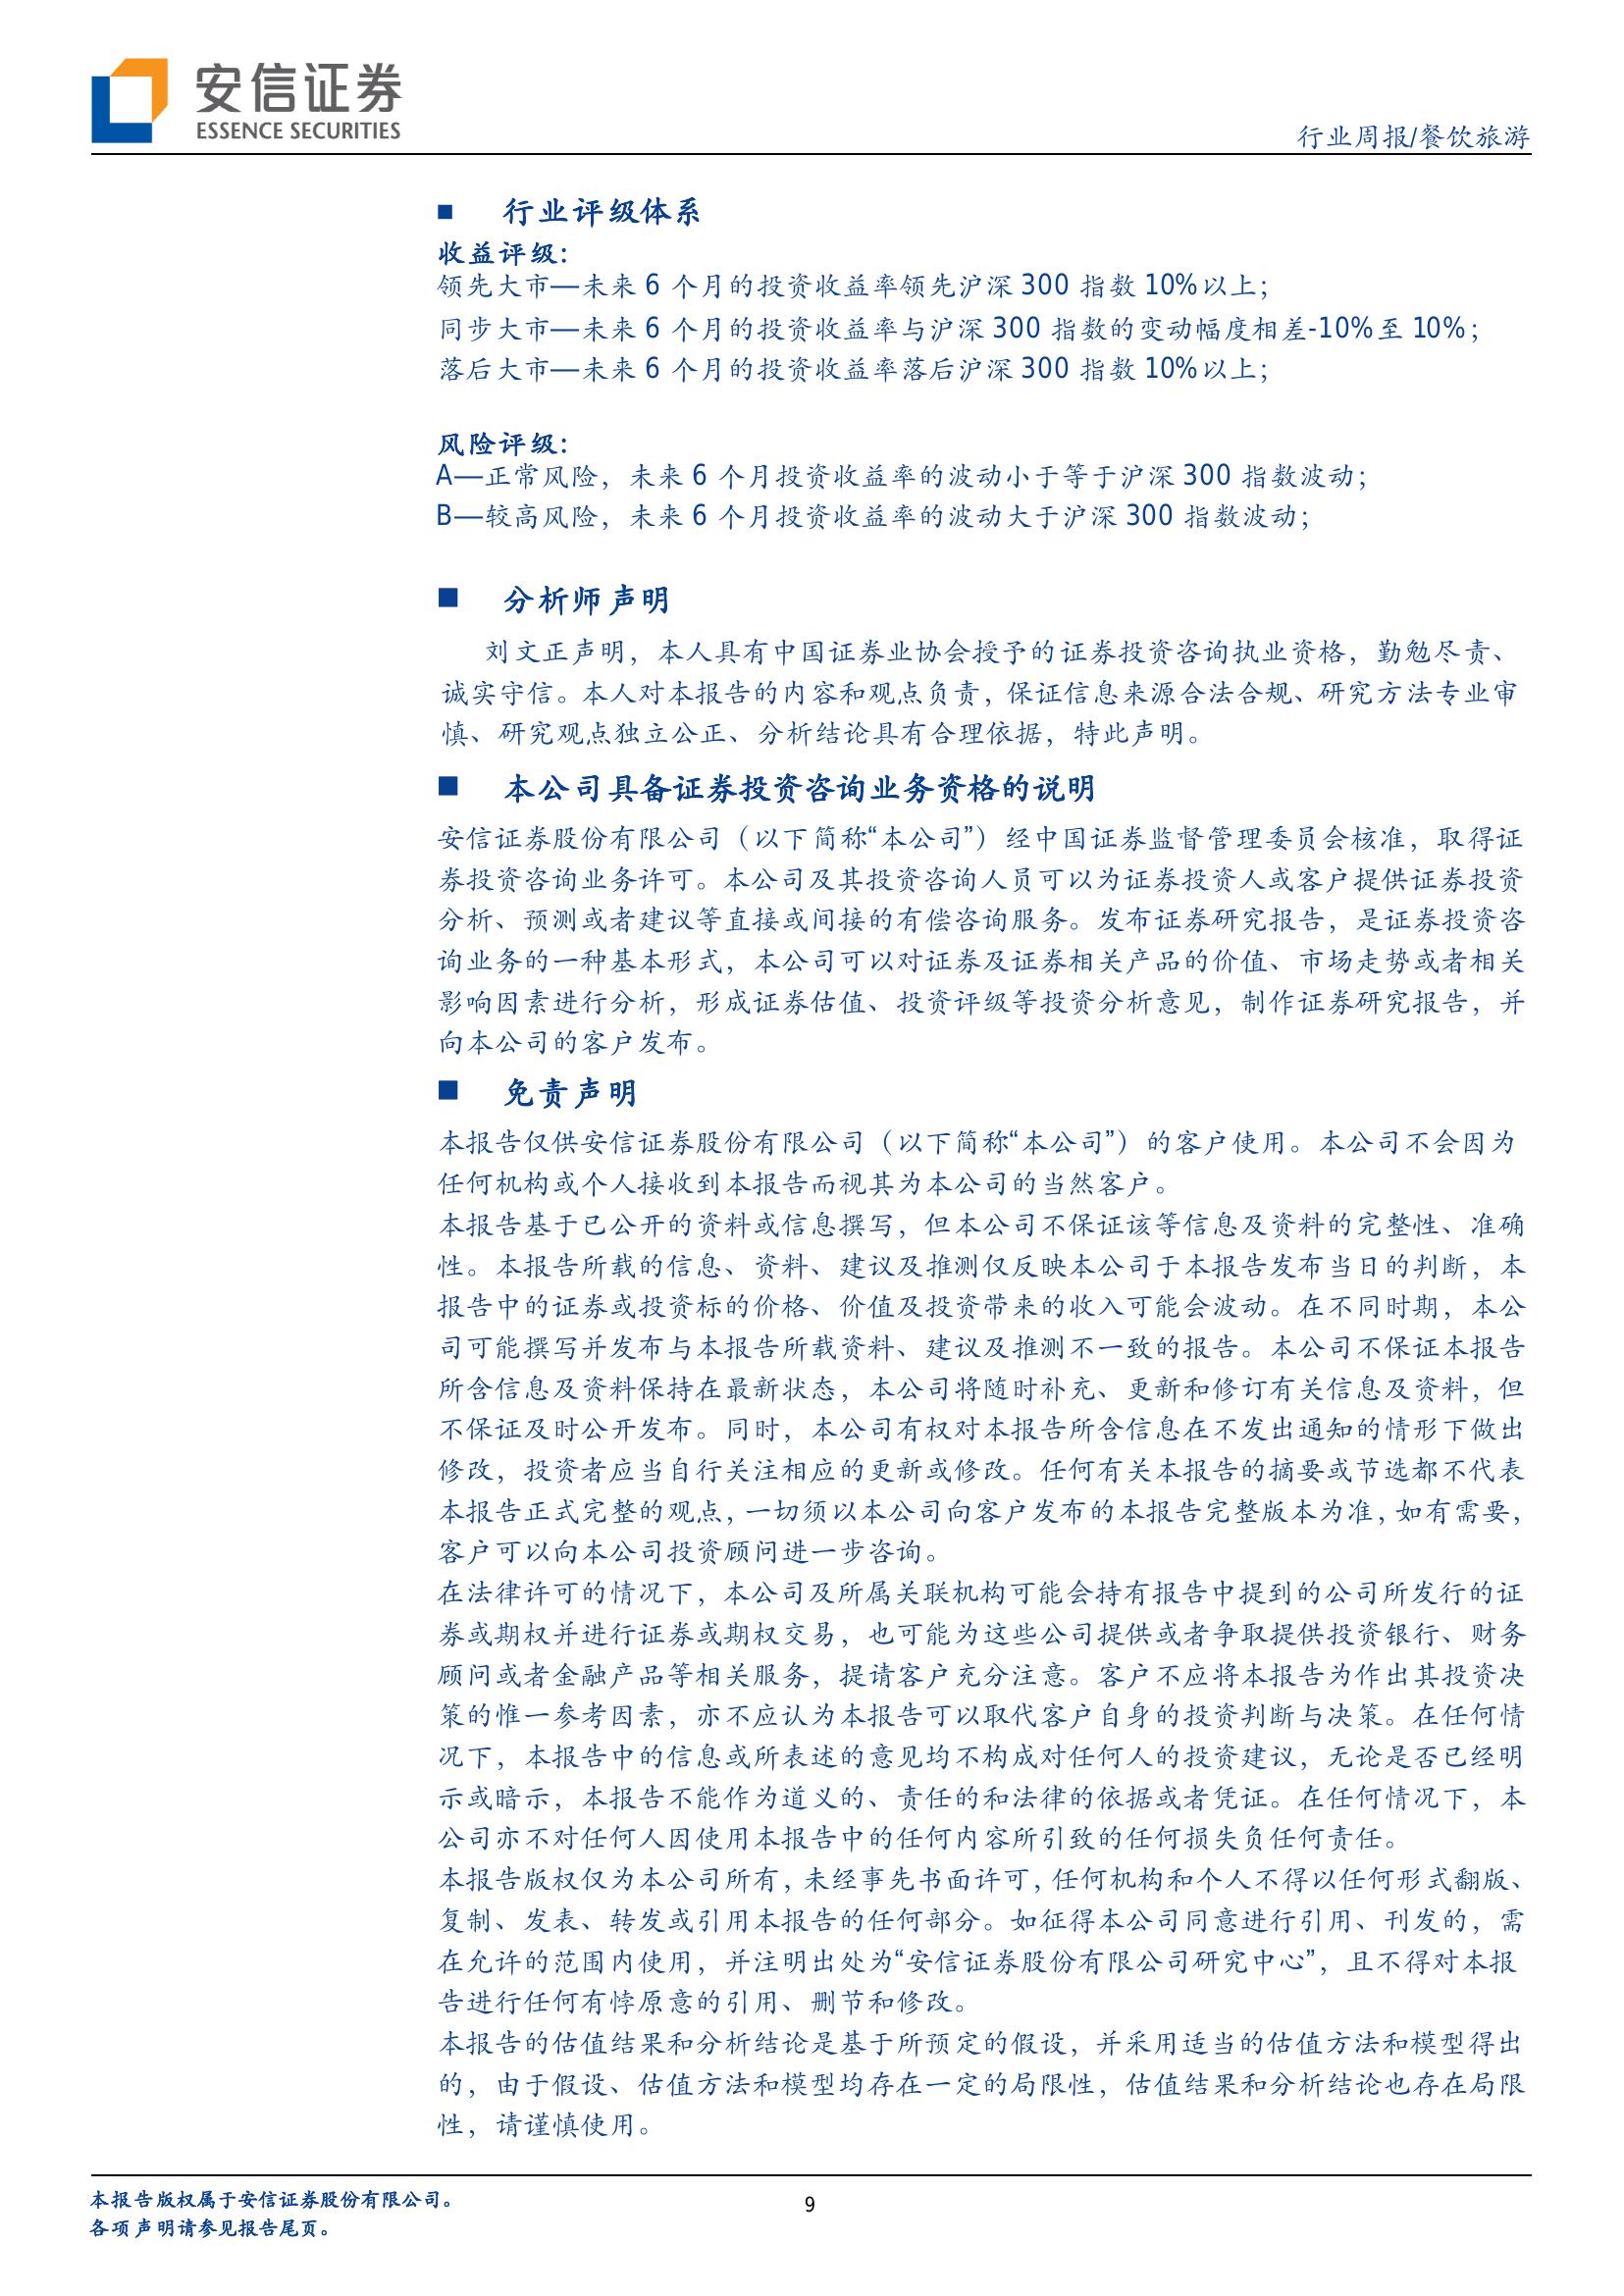 安信证券
ESSENCE SECURITIES
行业周报/餐饮旅游
■ 行业评级体系
收益评级：
领先大市—未来 6 个月的投资收益率领先沪深 300 指数 10%以上；
同步大市—未来 6 个月的投资收益率与沪深 300 指数的变动幅度相差-10%至 10%；
落后大市—未来 6 个月的投资收益率落后沪深 300 指数 10%以上；
风险评级：
A—正常风险，未来 6 个月投资收益率的波动小于等于沪深 300 指数波动；
B—较高风险，未来 6 个月投资收益率的波动大于沪深 300 指数波动；
■ 分析师声明
刘文正声明，本人具有中国证券业协会授予的证券投资咨询执业资格，勤勉尽责、
诚实守信。本人对本报告的内容和观点负责，保证信息来源合法合规、研究方法专业审
慎、研究观点独立公正、分析结论具有合理依据，特此声明。
■ 本公司具备证券投资咨询业务资格的说明
安信证券股份有限公司（以下简称“本公司”）经中国证券监督管理委员会核准，取得证
券投资咨询业务许可。本公司及其投资咨询人员可以为证券投资人或客户提供证券投资
分析、预测或者建议等直接或间接的有偿咨询服务。发布证券研究报告，是证券投资咨
询业务的一种基本形式，本公司可以对证券及证券相关产品的价值、市场走势或者相关
影响因素进行分析，形成证券估值、投资评级等投资分析意见，制作证券研究报告，并
向本公司的客户发布。
■ 免责声明
本报告仅供安信证券股份有限公司（以下简称“本公司”）的客户使用。本公司不会因为
任何机构或个人接收到本报告而视其为本公司的当然客户。
本报告基于已公开的资料或信息撰写，但本公司不保证该等信息及资料的完整性、准确
性。本报告所载的信息、资料、建议及推测仅反映本公司于本报告发布当日的判断，本
报告中的证券或投资标的价格、价值及投资带来的收入可能会波动。在不同时期，本公
司可能撰写并发布与本报告所载资料、建议及推测不一致的报告。本公司不保证本报告
所含信息及资料保持在最新状态，本公司将随时补充、更新和修订有关信息及资料，但
不保证及时公开发布。同时，本公司有权对本报告所含信息在不发出通知的情形下做出
修改，投资者应当自行关注相应的更新或修改。任何有关本报告的摘要或节选都不代表
本报告正式完整的观点，一切须以本公司向客户发布的本报告完整版本为准，如有需要，
客户可以向本公司投资顾问进一步咨询。
在法律许可的情况下，本公司及所属关联机构可能会持有报告中提到的公司所发行的证
券或期权并进行证券或期权交易，也可能为这些公司提供或者争取提供投资银行、财务
顾问或者金融产品等相关服务，提请客户充分注意。客户不应将本报告为作出其投资决
策的惟一参考因素，亦不应认为本报告可以取代客户自身的投资判断与决策。在任何情
况下，本报告中的信息或所表述的意见均不构成对任何人的投资建议，无论是否已经明
示或暗示，本报告不能作为道义的、责任的和法律的依据或者凭证。在任何情况下，本
公司亦不对任何人因使用本报告中的任何内容所引致的任何损失负任何责任。
本报告版权仅为本公司所有，未经事先书面许可，任何机构和个人不得以任何形式翻版、
复制、发表、转发或引用本报告的任何部分。如征得本公司同意进行引用、刊发的，需
在允许的范围内使用，并注明出处为“安信证券股份有限公司研究中心”，且不得对本报
告进行任何有悖原意的引用、删节和修改。
本报告的估值结果和分析结论是基于所预定的假设，并采用适当的估值方法和模型得出
的，由于假设、估值方法和模型均存在一定的局限性，估值结果和分析结论也存在局限
性，请谨慎使用。
本报告版权属于安信证券股份有限公司。
各项声明请参见报告尾页。
9